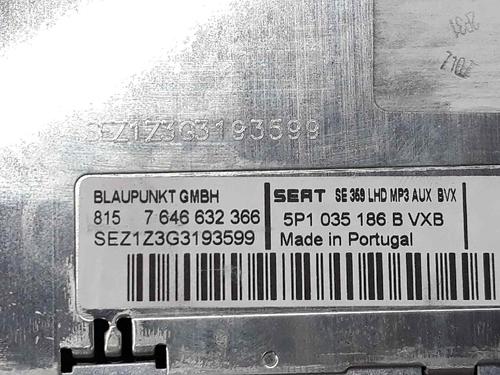 SEZ1Z3G3193599
BLAUPUNKT GMBH
815 7 646 632 366
SEZ1Z3G3193599
SEAT SE 369 LHD MP3 AUX BVX
5P1 035 186 B VXB
Made in Portugal